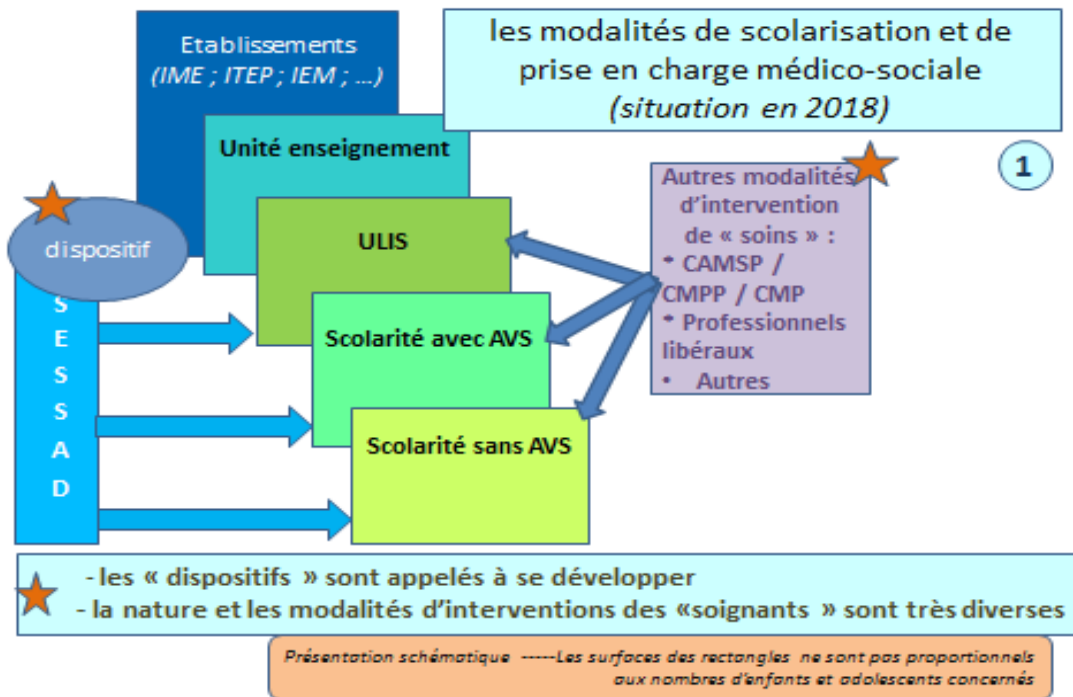 Etablissements
(IME ; ITEP ; IEM ; ...)
les modalités de scolarisation et de
prise en charge médico-sociale
(situation en 2018)
1
Unité enseignement
dispositif
S
E
S
S
A
D
ULIS
Scolarité avec AVS
Scolarité sans AVS
Autres modalités
d’intervention
de « soins » :
* CAMSP /
CMPP / CMP
* Professionnels
libéraux
• Autres
- les « dispositifs » sont appelés à se développer
- la nature et les modalités d’interventions des «soignants » sont très diverses
Présentation schématique -----Les surfaces des rectangles ne sont pas proportionnels
aux nombres d'enfants et adolescents concernés